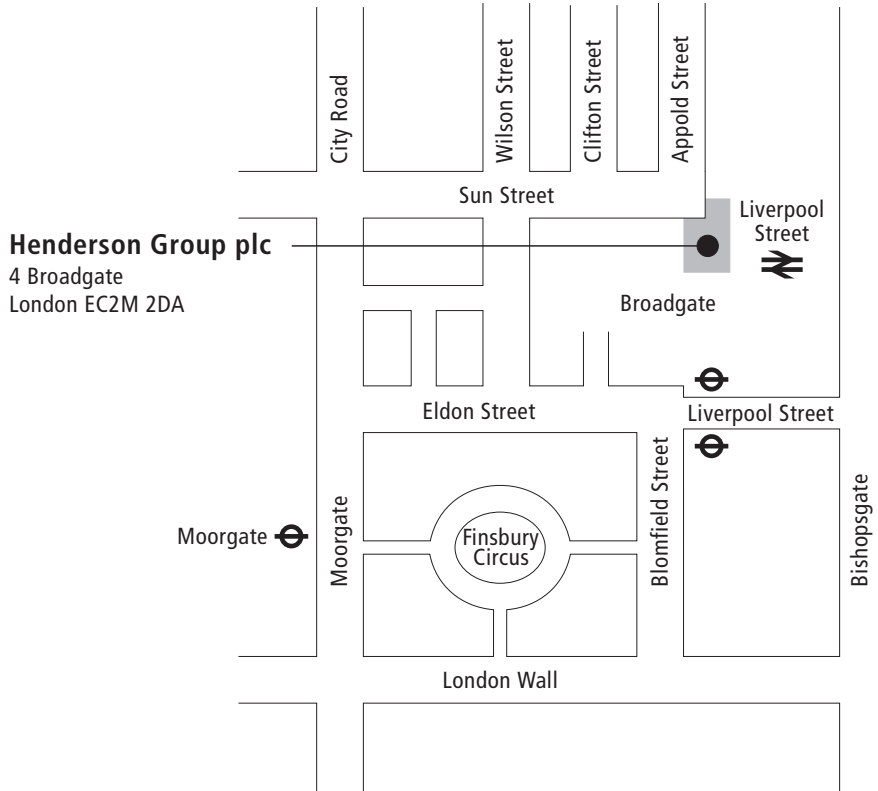 City Road
Wilson Street
Clifton Street
Appold Street
Sun Street
Liverpool
Street
Henderson Group plc
4 Broadgate
London EC2M 2DA
Broadgate
Eldon Street
Liverpool Street
Moorgate
Moorgate
Finsbury
Circus
Blomfield Street
Bishopsgate
London Wall